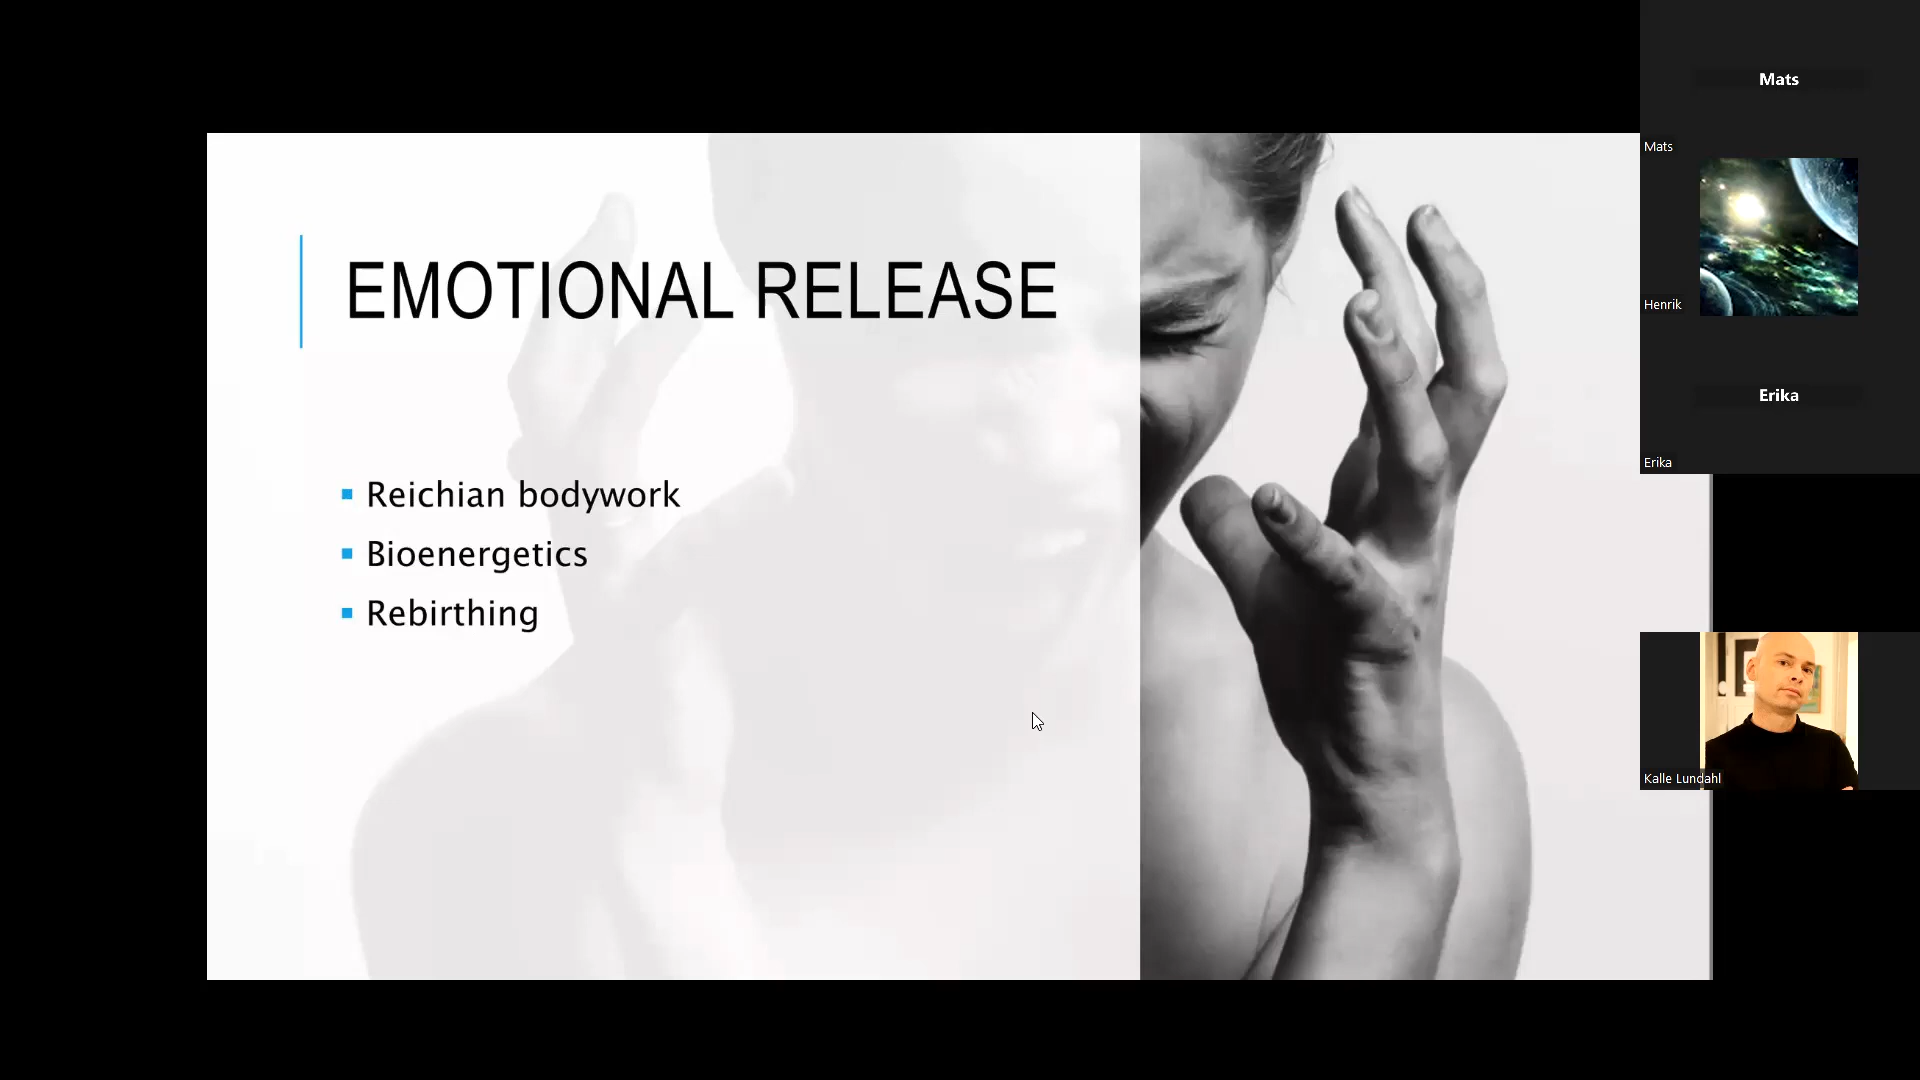 EMOTIONAL RELEASE
Reichian bodywork
Bioenergetics
Rebirthing
Mats
Mats
Henrik
Erika
Erika
Kalle Lundahl